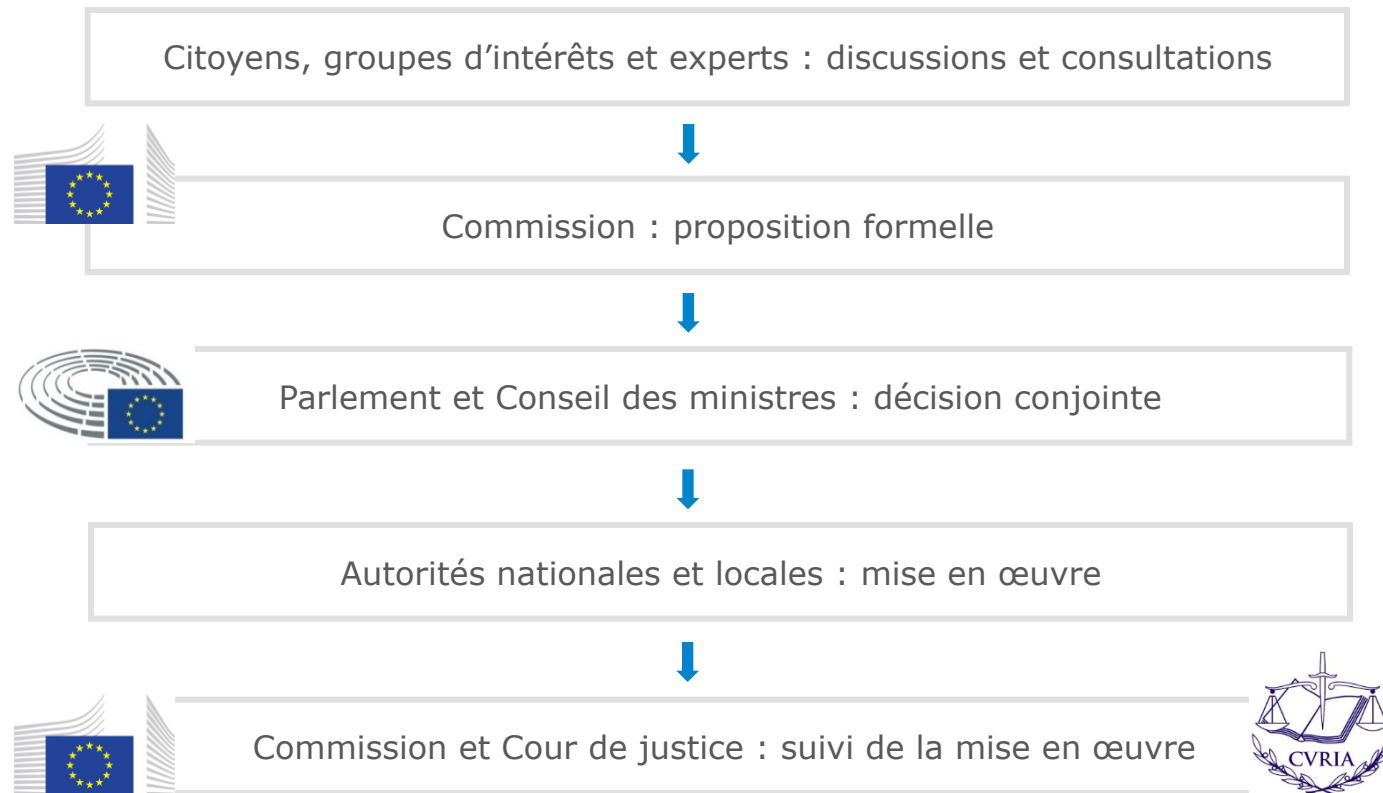 Citoyens, groupes d’intérêts et experts : discussions et consultations
Commission : proposition formelle
Parlement et Conseil des ministres : décision conjointe
Autorités nationales et locales : mise en œuvre
Commission et Cour de justice : suivi de la mise en œuvre
CVRIA